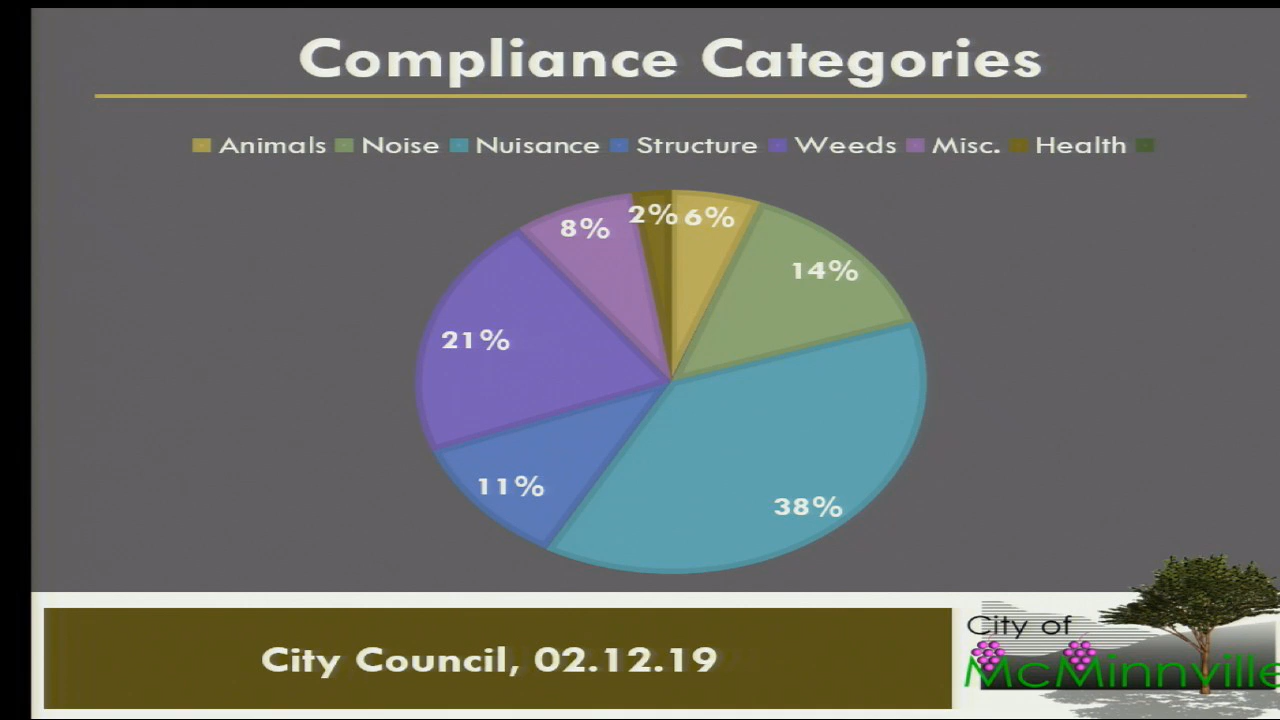 Compliance Categories
Animals Noise Nuisance Structure Weeds Misc. Health
2% 6%
8%
14%
21%
11%
38%
City Council, 02.12.19
City of
McMinnville